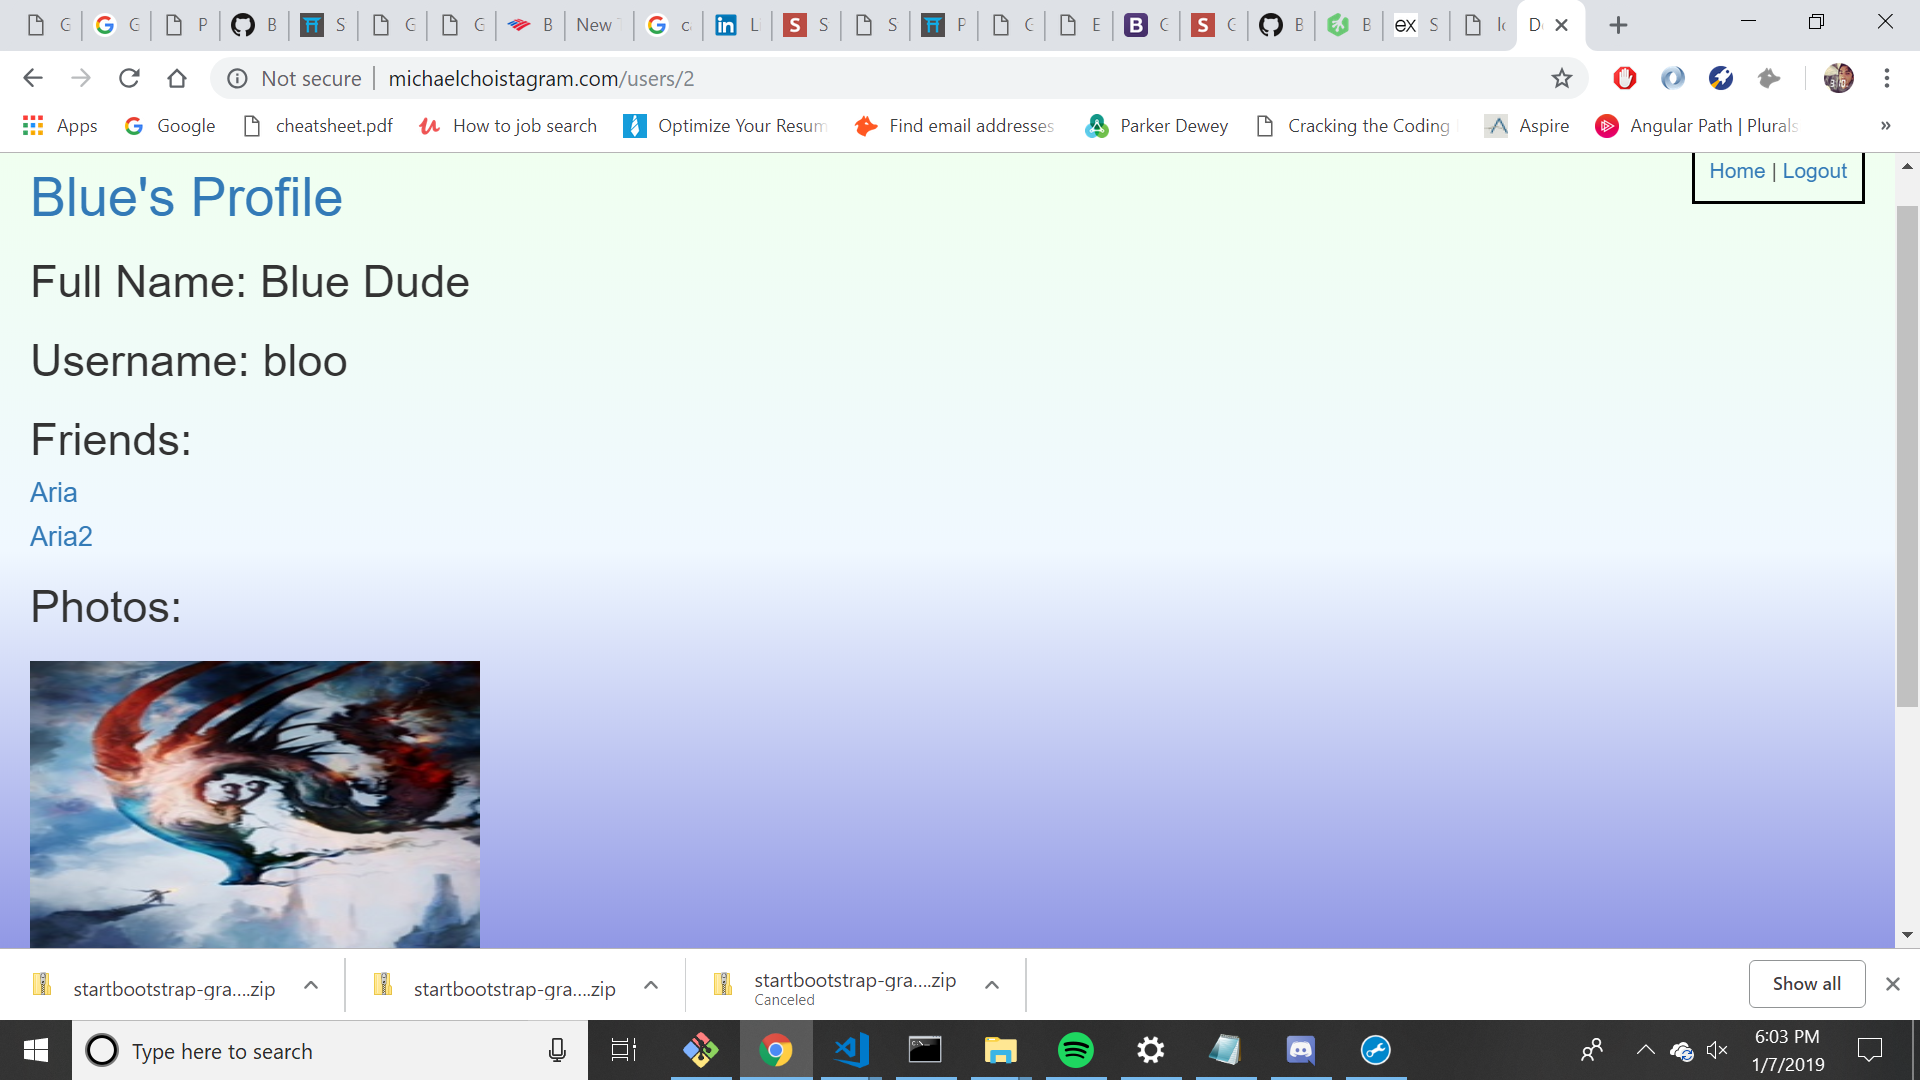 G G P B S G G B New G c in L S S S P G E B G S G B B ex S lo D
Not secure | michaelchoistagram.com/users/2
Apps Google cheatsheet.pdf How to job search Optimize Your Resum Find email addresses Parker Dewey Cracking the Coding Aspire Angular Path | Plurals »
Home | Logout
Blue's Profile
Full Name: Blue Dude
Username: bloo
Friends:
Aria
Aria2
Photos:
startbootstrap-gra....zip startbootstrap-gra....zip startbootstrap-gra....zip
Canceled
Show all
Type here to search
6:03 PM
1/7/2019